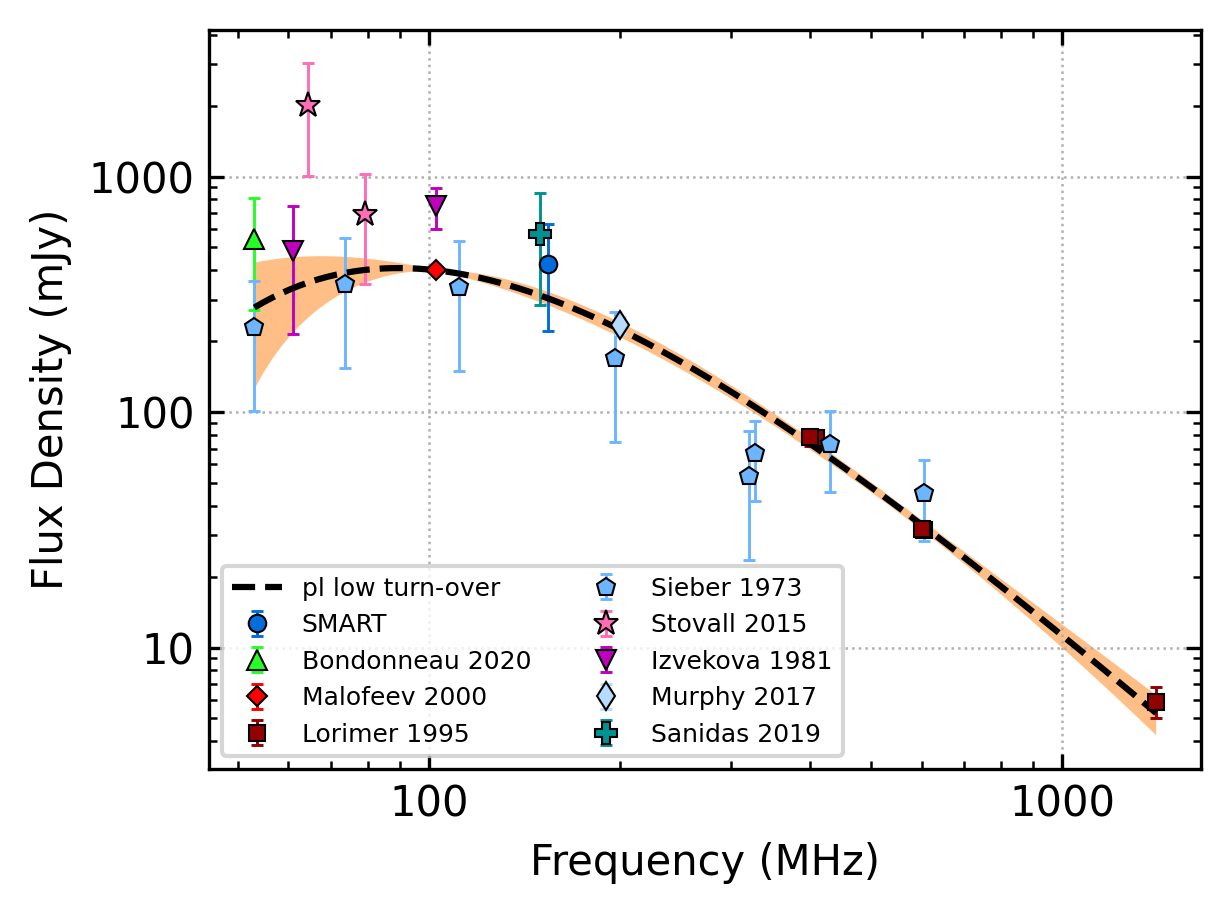 Flux Density (mJy)
1000
100
10
pl low turn-over
SMART
Bondonneau 2020
Malofeev 2000
Lorimer 1995
Sieber 1973
Stovall 2015
Izvekova 1981
Murphy 2017
Sanidas 2019
100
1000
Frequency (MHz)